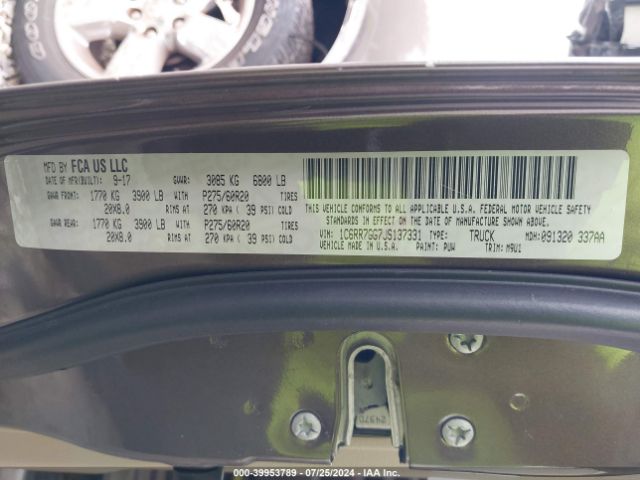 MFD BY FCA US LLC
DATE OF MFR(BUILT): 9-17 GVWR: 3085 KG 6800 LB
GAWR FRONT: 1770 KG 3900 LB WITH P275/60R20 TIRES
20X8.0 RIMS AT 270 KPA ( 39 PSI) COLD
GAWR REAR: 1770 KG 3900 LB WITH P275/60R20 TIRES
20X8.0 RIMS AT 270 KPA ( 39 PSI) COLD
THIS VEHICLE CONFORMS TO ALL APPLICABLE U.S.A. FEDERAL MOTOR VEHICLE SAFETY
STANDARDS IN EFFECT ON THE DATE OF MANUFACTURE SHOWN ABOVE.
VIN: 1C6RR7GG7JS137331 TYPE: TRUCK MDH: 091320 337AA
VEHICLE MADE IN U.S.A. PAINT: PUW TRIM: M9U1
24370
000-39953789 - 07/25/2024 - IAA Inc.